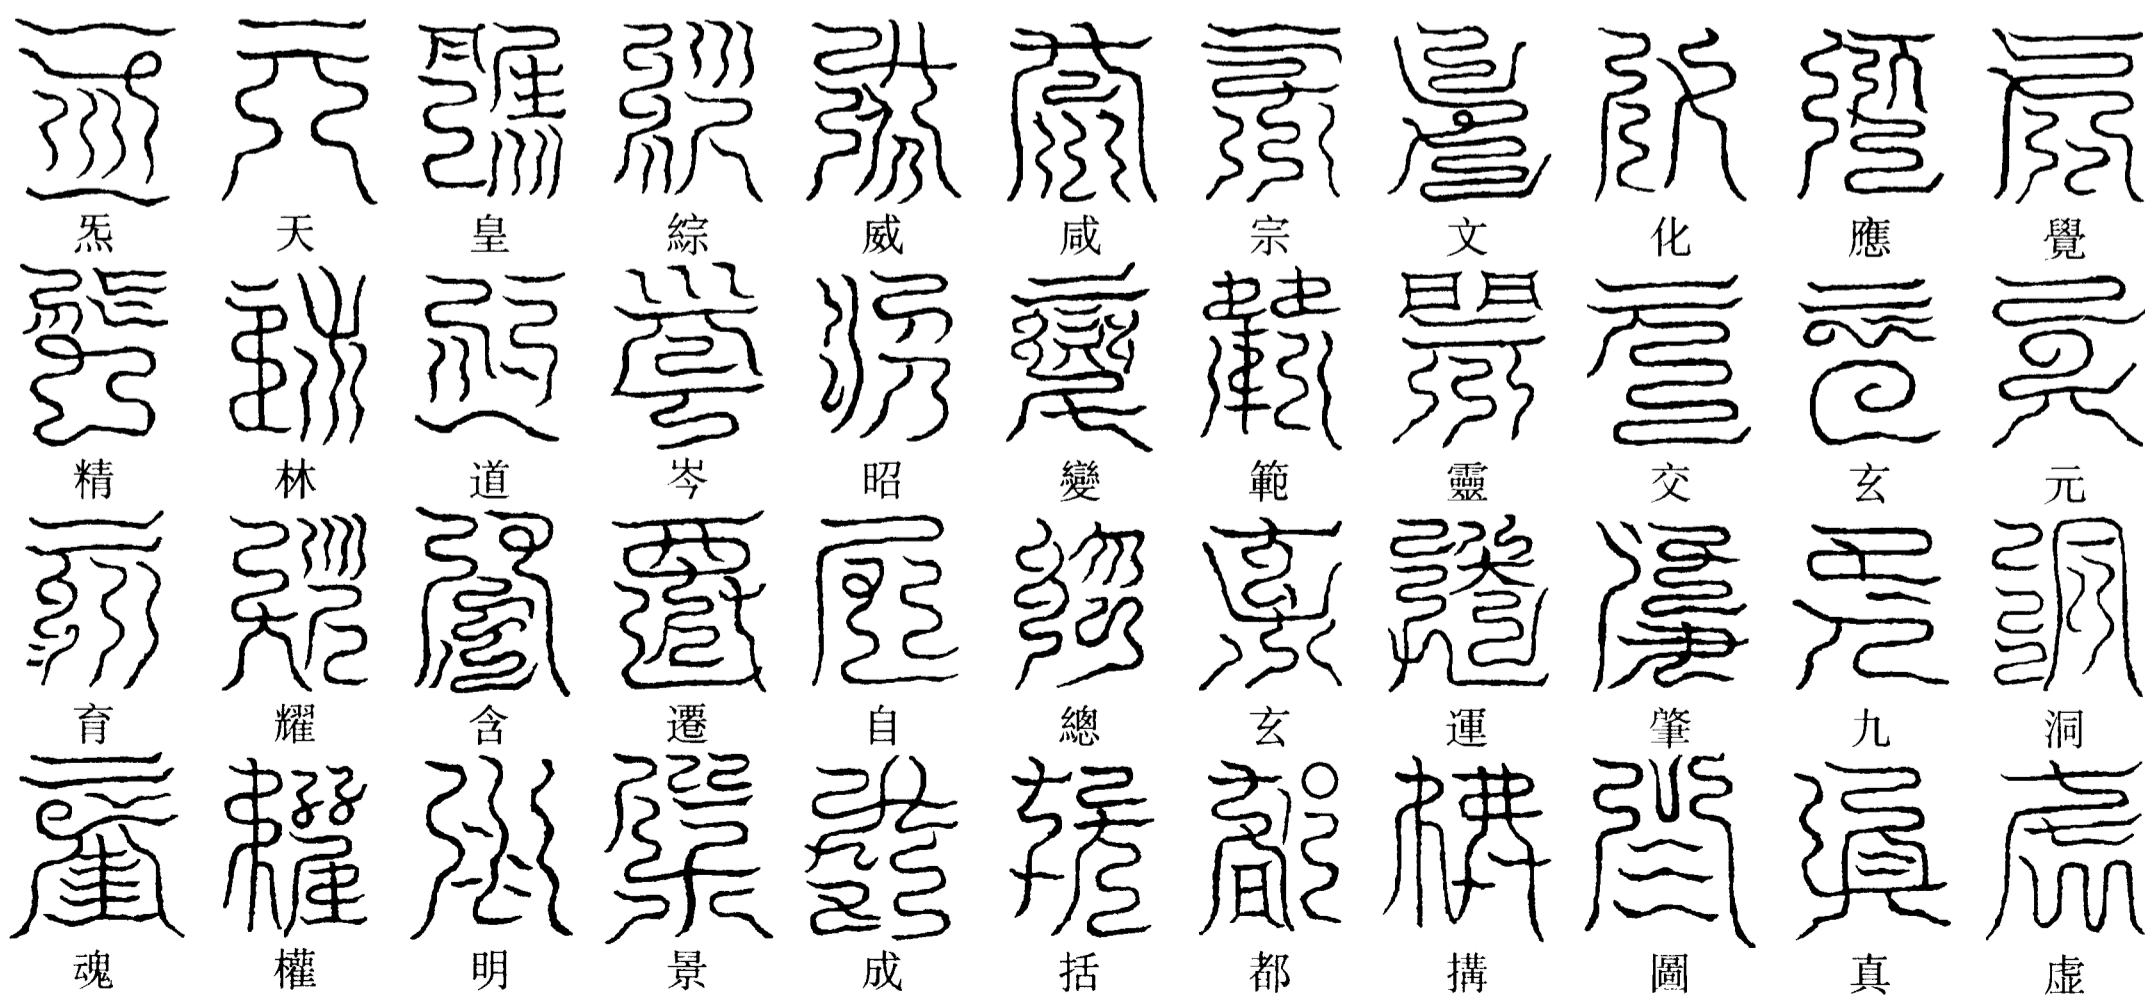 覺元洞虚
應玄九真
化交肇圖
文靈運搆
宗範玄都
咸變總括
威昭自成
綜岑遷景
皇道含明
天林耀權
炁精育魂